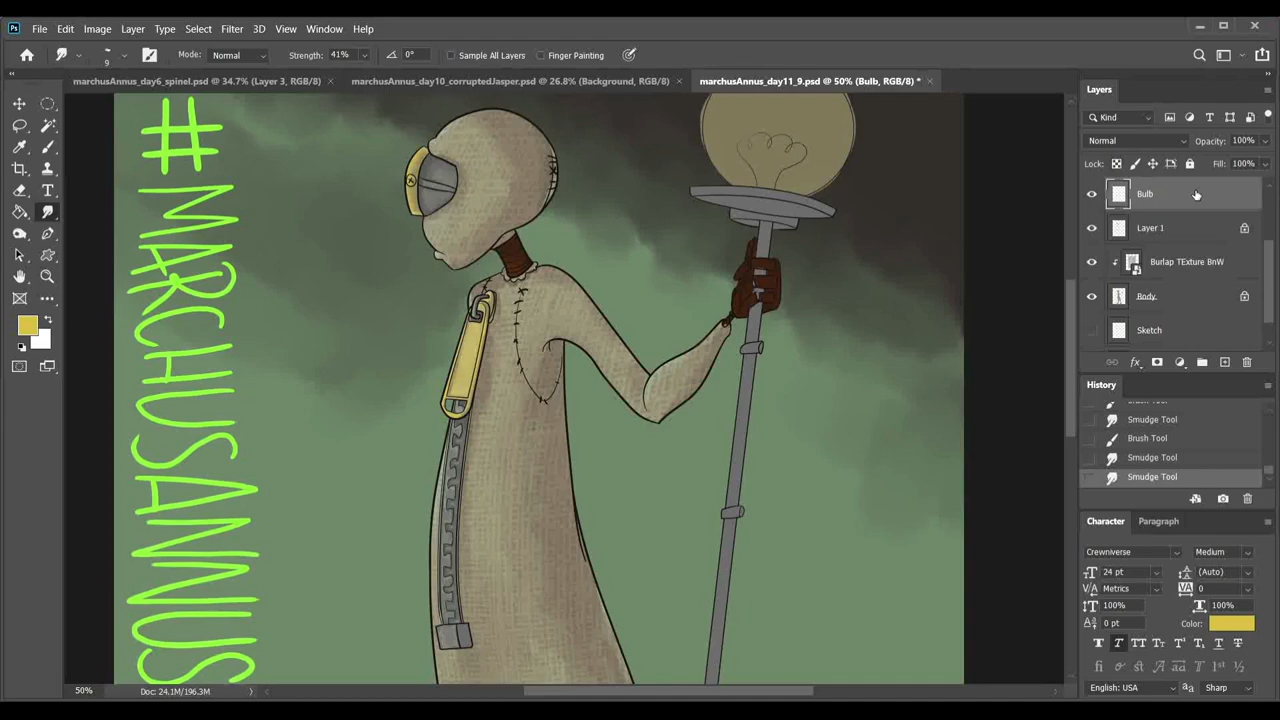 Ps File Edit Image Layer Type Select Filter 3D View Window Help
9 Mode: Normal Strength: 41% 0° Sample All Layers Finger Painting
marchusAnnus_day6_spinel.psd @ 34.7% (Layer 3, RGB/8) × marchusAnnus_day10_corruptedJasper.psd @ 26.8% (Background, RGB/8) × marchusAnnus_day11_9.psd @ 50% (Bulb, RGB/8) * ×
#MARCHUSANNUS
Layers
Kind
Normal Opacity: 100%
Lock: Fill: 100%
Bulb
Layer 1
Burlap TExture BnW
Body
Sketch
History
Smudge Tool
Brush Tool
Smudge Tool
Smudge Tool
Character Paragraph
Crewniverse Medium
24 pt (Auto)
Metrics 0
100% 100%
0 pt Color:
English: USA Sharp
50% Doc: 24.1M/196.3M